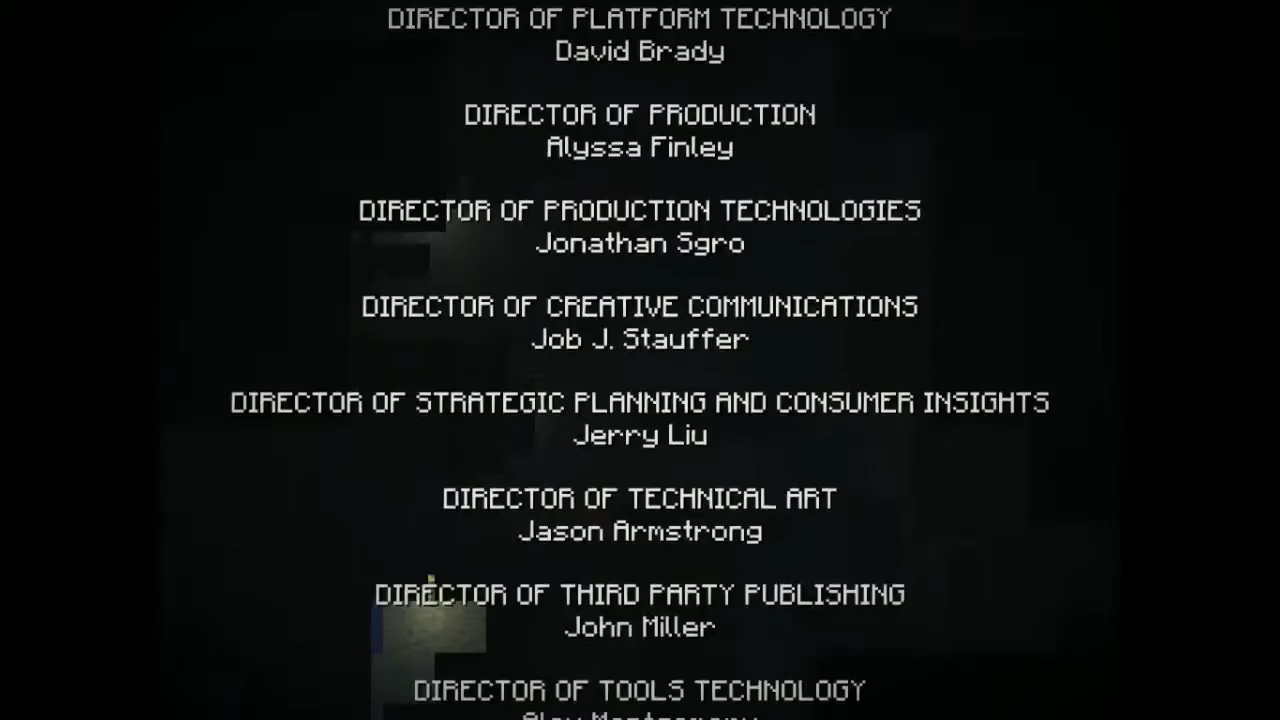 DIRECTOR OF PLATFORM TECHNOLOGY
David Brady
DIRECTOR OF PRODUCTION
Alyssa Finley
DIRECTOR OF PRODUCTION TECHNOLOGIES
Jonathan Sgro
DIRECTOR OF CREATIVE COMMUNICATIONS
Job J. Stauffer
DIRECTOR OF STRATEGIC PLANNING AND CONSUMER INSIGHTS
Jerry Liu
DIRECTOR OF TECHNICAL ART
Jason Armstrong
DIRECTOR OF THIRD PARTY PUBLISHING
John Miller
DIRECTOR OF TOOLS TECHNOLOGY